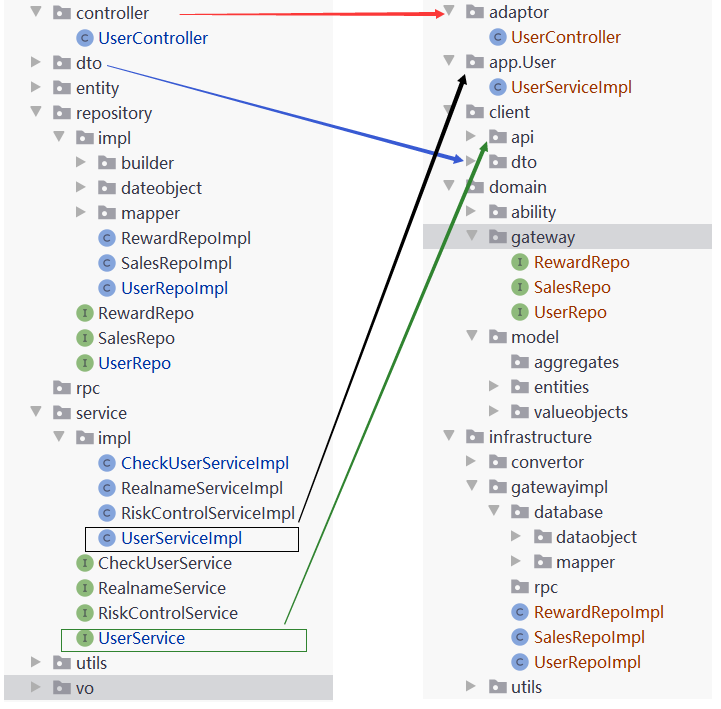 controller
UserController
dto
entity
repository
impl
builder
dateobject
mapper
RewardRepoImpl
SalesRepoImpl
UserRepoImpl
RewardRepo
SalesRepo
UserRepo
rpc
service
impl
CheckUserServiceImpl
RealnameServiceImpl
RiskControlServiceImpl
UserServiceImpl
CheckUserService
RealnameService
RiskControlService
UserService
utils
vo
adaptor
UserController
app.User
UserServiceImpl
client
api
dto
domain
ability
gateway
RewardRepo
SalesRepo
UserRepo
model
aggregates
entities
valueobjects
infrastructure
convertor
gatewayimpl
database
dataobject
mapper
rpc
RewardRepoImpl
SalesRepoImpl
UserRepoImpl
utils